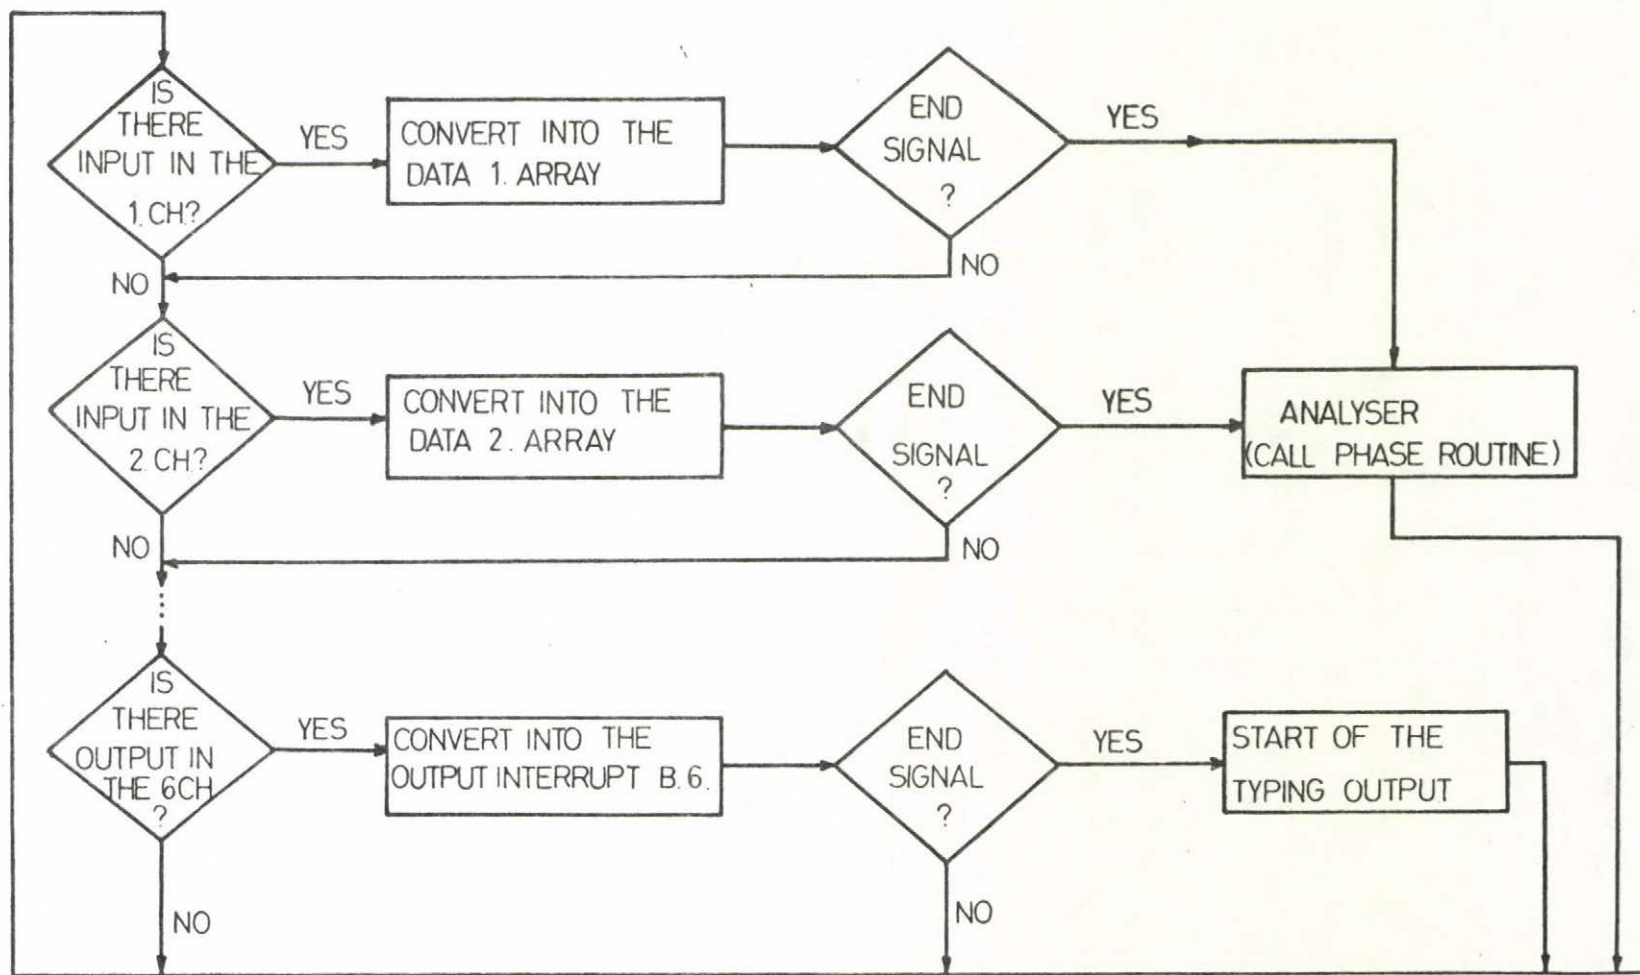 IS
THERE
INPUT IN THE
1. CH?
YES
CONVERT INTO THE
DATA 1. ARRAY
END
SIGNAL
?
YES
NO
NO
IS
THERE
INPUT IN THE
2. CH?
YES
CONVERT INTO THE
DATA 2. ARRAY
END
SIGNAL
?
YES
ANALYSER
(CALL PHASE ROUTINE)
NO
NO
IS
THERE
OUTPUT IN
THE 6CH
?
YES
CONVERT INTO THE
OUTPUT INTERRUPT B.6.
END
SIGNAL
?
YES
START OF THE
TYPING OUTPUT
NO
NO